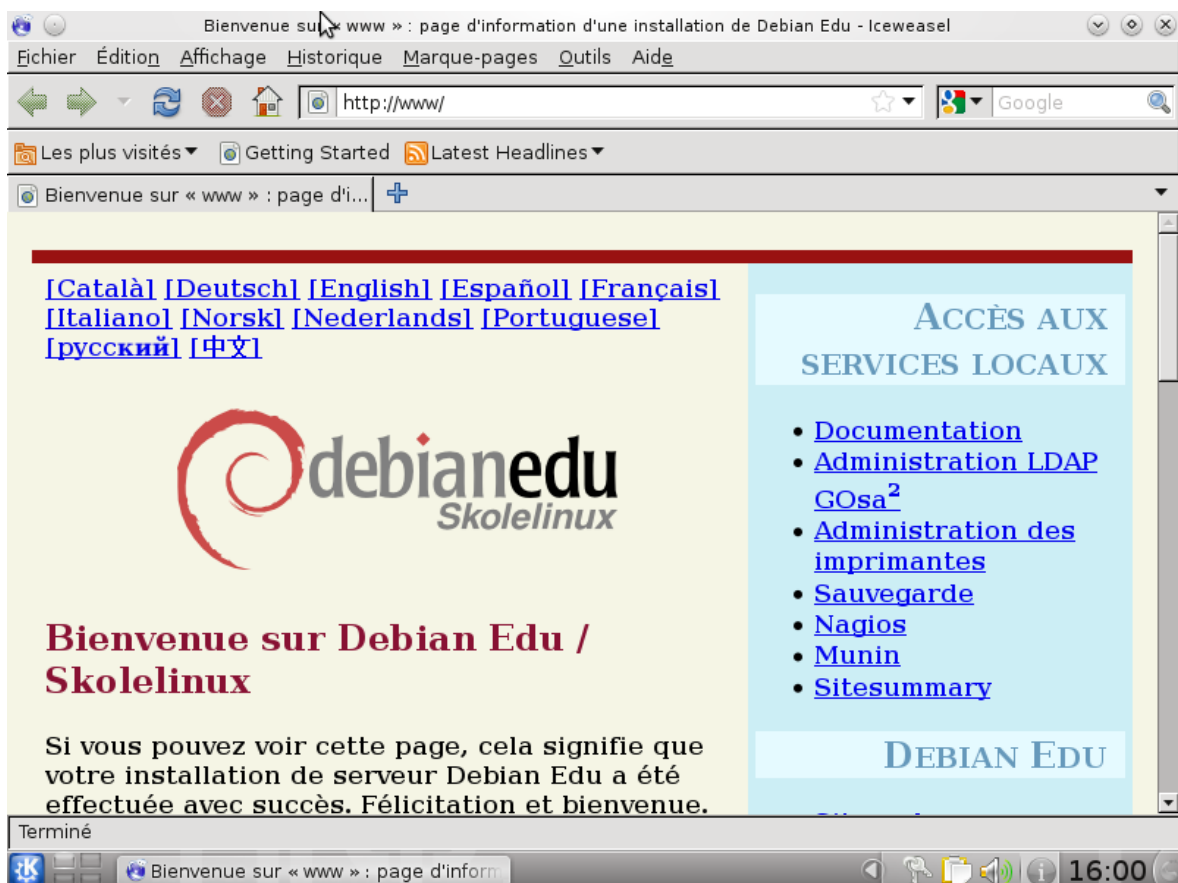 Bienvenue sur « www » : page d'information d'une installation de Debian Edu - Iceweasel
Fichier Édition Affichage Historique Marque-pages Outils Aide
http://www/
Google
Les plus visités Getting Started Latest Headlines
Bienvenue sur « www » : page d'i...
[Català] [Deutsch] [English] [Español] [Français]
[Italiano] [Norsk] [Nederlands] [Portuguese]
[русский] [中文]
debianedu
Skolelinux
Bienvenue sur Debian Edu /
Skolelinux
Si vous pouvez voir cette page, cela signifie que
votre installation de serveur Debian Edu a été
effectuée avec succès. Félicitation et bienvenue.
ACCÈS AUX
SERVICES LOCAUX
Documentation
Administration LDAP
GOsa²
Administration des
imprimantes
Sauvegarde
Nagios
Munin
Sitesummary
DEBIAN EDU
Terminé
Bienvenue sur « www » : page d'inform
16:00